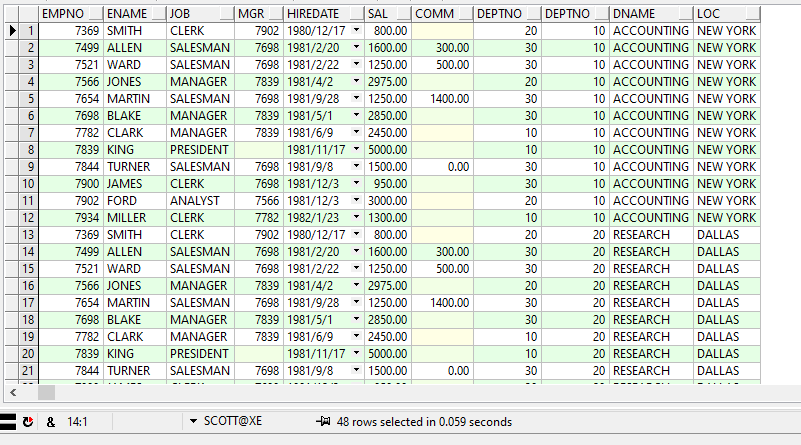 EMPNO ENAME JOB MGR HIREDATE SAL COMM DEPTNO DEPTNO DNAME LOC
1 7369 SMITH CLERK 7902 1980/12/17 800.00 20 10 ACCOUNTING NEW YORK
2 7499 ALLEN SALESMAN 7698 1981/2/20 1600.00 300.00 30 10 ACCOUNTING NEW YORK
3 7521 WARD SALESMAN 7698 1981/2/22 1250.00 500.00 30 10 ACCOUNTING NEW YORK
4 7566 JONES MANAGER 7839 1981/4/2 2975.00 20 10 ACCOUNTING NEW YORK
5 7654 MARTIN SALESMAN 7698 1981/9/28 1250.00 1400.00 30 10 ACCOUNTING NEW YORK
6 7698 BLAKE MANAGER 7839 1981/5/1 2850.00 30 10 ACCOUNTING NEW YORK
7 7782 CLARK MANAGER 7839 1981/6/9 2450.00 10 10 ACCOUNTING NEW YORK
8 7839 KING PRESIDENT 1981/11/17 5000.00 10 10 ACCOUNTING NEW YORK
9 7844 TURNER SALESMAN 7698 1981/9/8 1500.00 0.00 30 10 ACCOUNTING NEW YORK
10 7900 JAMES CLERK 7698 1981/12/3 950.00 30 10 ACCOUNTING NEW YORK
11 7902 FORD ANALYST 7566 1981/12/3 3000.00 20 10 ACCOUNTING NEW YORK
12 7934 MILLER CLERK 7782 1982/1/23 1300.00 10 10 ACCOUNTING NEW YORK
13 7369 SMITH CLERK 7902 1980/12/17 800.00 20 20 RESEARCH DALLAS
14 7499 ALLEN SALESMAN 7698 1981/2/20 1600.00 300.00 30 20 RESEARCH DALLAS
15 7521 WARD SALESMAN 7698 1981/2/22 1250.00 500.00 30 20 RESEARCH DALLAS
16 7566 JONES MANAGER 7839 1981/4/2 2975.00 20 20 RESEARCH DALLAS
17 7654 MARTIN SALESMAN 7698 1981/9/28 1250.00 1400.00 30 20 RESEARCH DALLAS
18 7698 BLAKE MANAGER 7839 1981/5/1 2850.00 30 20 RESEARCH DALLAS
19 7782 CLARK MANAGER 7839 1981/6/9 2450.00 10 20 RESEARCH DALLAS
20 7839 KING PRESIDENT 1981/11/17 5000.00 10 20 RESEARCH DALLAS
21 7844 TURNER SALESMAN 7698 1981/9/8 1500.00 0.00 30 20 RESEARCH DALLAS
& 14:1 SCOTT@XE 48 rows selected in 0.059 seconds